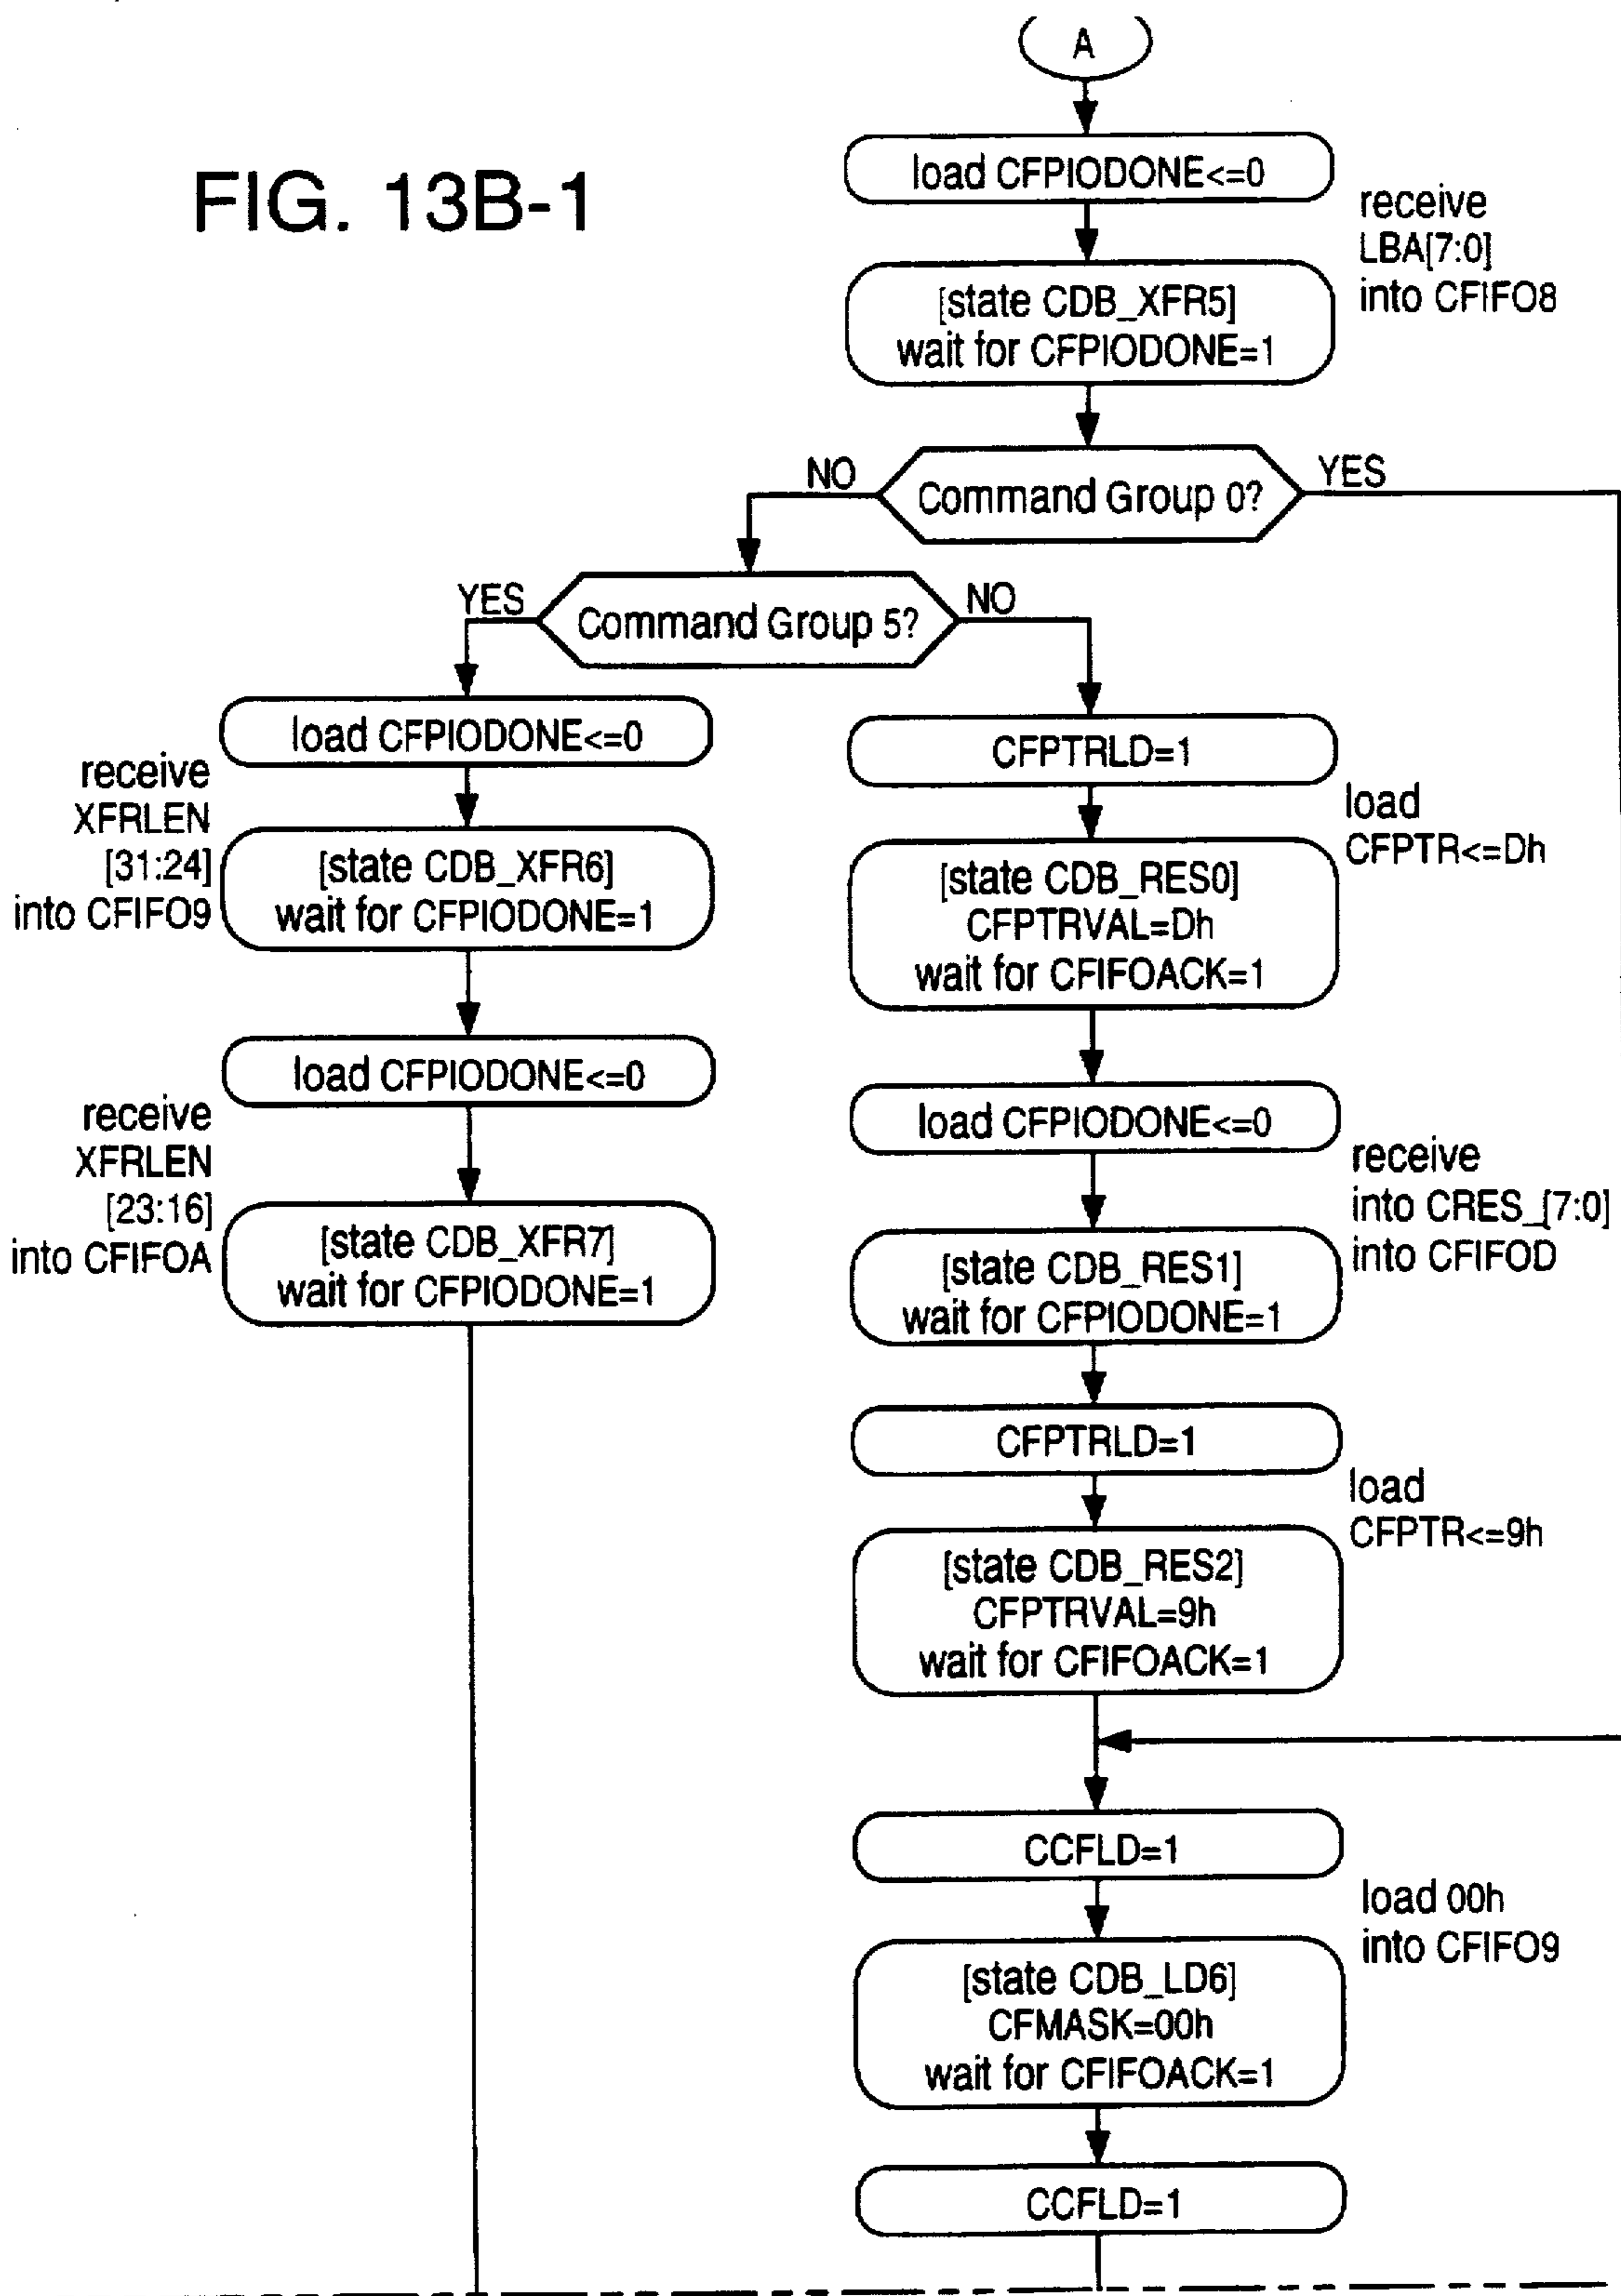 A
FIG. 13B-1
load CFPIODONE<=0
receive
LBA[7:0]
into CFIFO8
[state CDB_XFR5]
wait for CFPIODONE=1
NO
Command Group 0?
YES
YES
Command Group 5?
NO
load CFPIODONE<=0
receive
XFRLEN
[31:24]
into CFIFO9
[state CDB_XFR6]
wait for CFPIODONE=1
load CFPIODONE<=0
receive
XFRLEN
[23:16]
into CFIFOA
[state CDB_XFR7]
wait for CFPIODONE=1
CFPTRLD=1
load
CFPTR<=Dh
[state CDB_RES0]
CFPTRVAL=Dh
wait for CFIFOACK=1
load CFPIODONE<=0
receive
into CRES_[7:0]
into CFIFOD
[state CDB_RES1]
wait for CFPIODONE=1
CFPTRLD=1
load
CFPTR<=9h
[state CDB_RES2]
CFPTRVAL=9h
wait for CFIFOACK=1
CCFLD=1
load 00h
into CFIFO9
[state CDB_LD6]
CFMASK=00h
wait for CFIFOACK=1
CCFLD=1